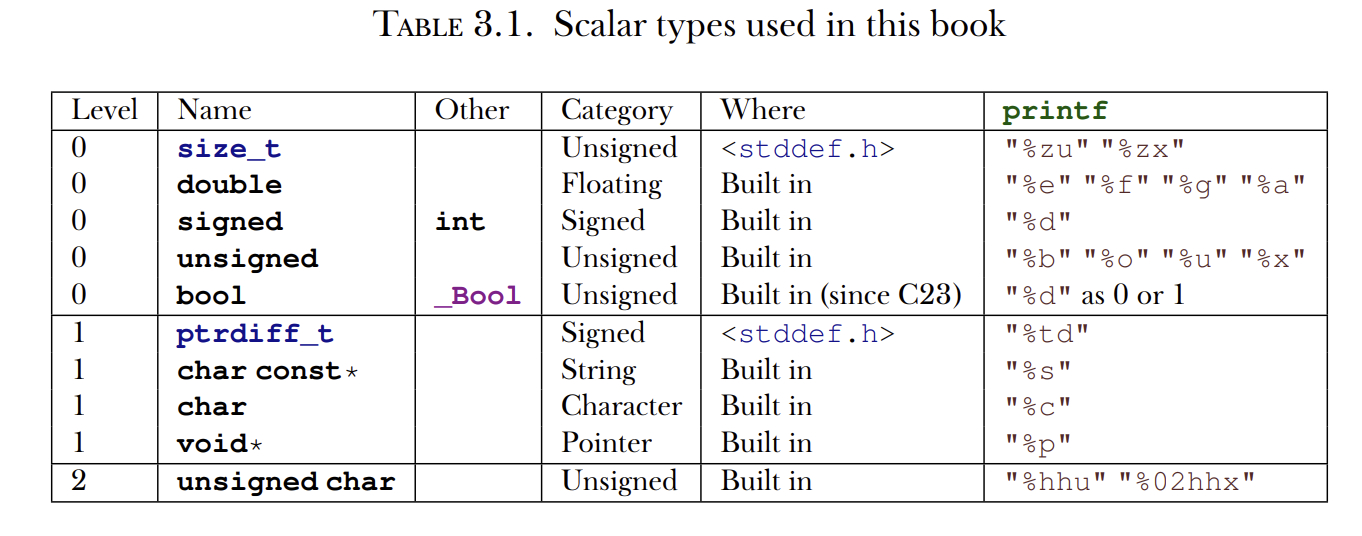 TABLE 3.1. Scalar types used in this book
Level Name Other Category Where printf
0 size_t Unsigned <stddef.h> "%zu" "%zx"
0 double Floating Built in "%e" "%f" "%g" "%a"
0 signed int Signed Built in "%d"
0 unsigned Unsigned Built in "%b" "%o" "%u" "%x"
0 bool _Bool Unsigned Built in (since C23) "%d" as 0 or 1
1 ptrdiff_t Signed <stddef.h> "%td"
1 char const* String Built in "%s"
1 char Character Built in "%c"
1 void* Pointer Built in "%p"
2 unsigned char Unsigned Built in "%hhu" "%02hhx"